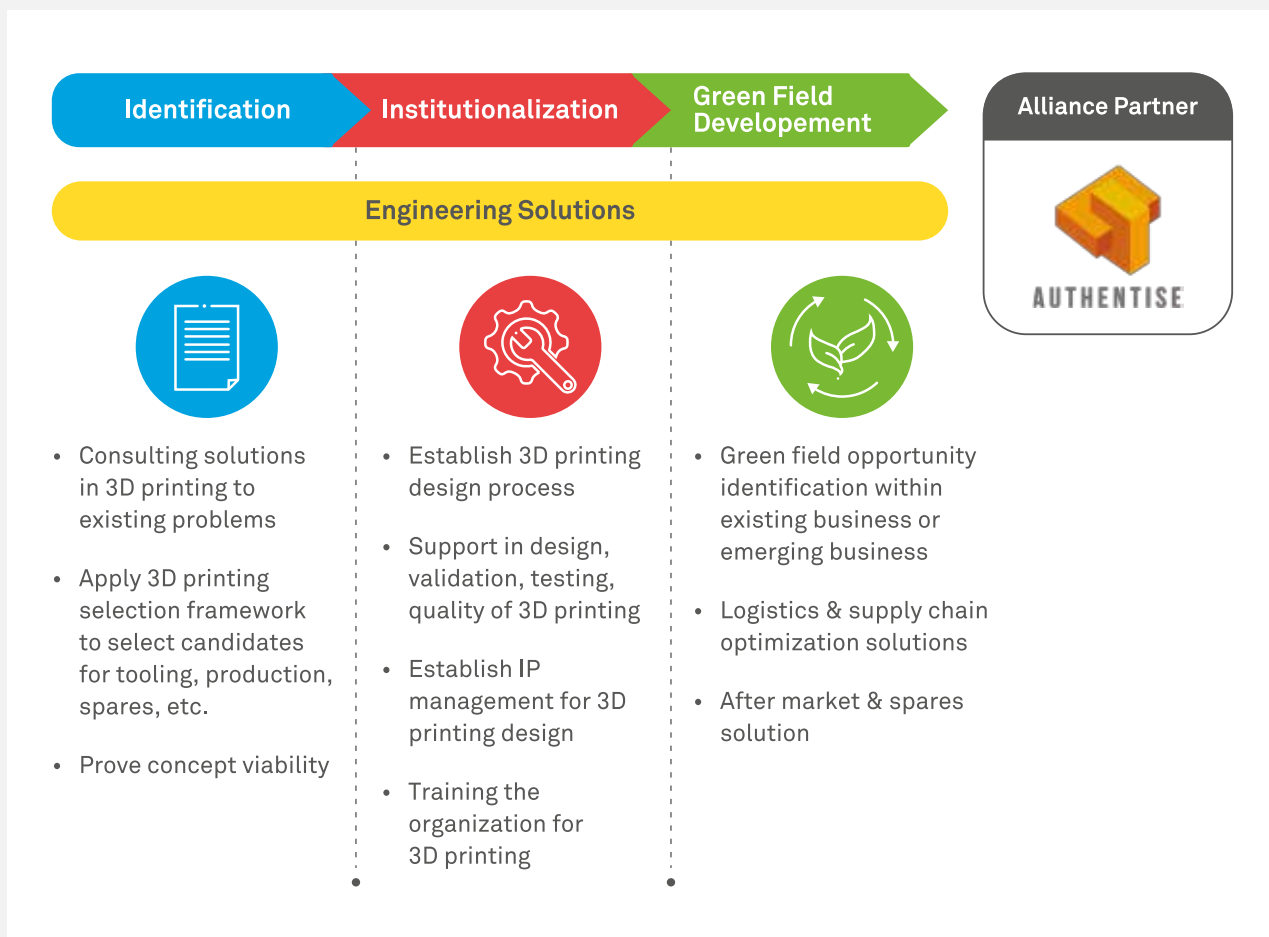 Identification
Institutionalization
Green Field
Developement
Alliance Partner
AUTHENTISE
Engineering Solutions
• Consulting solutions
in 3D printing to
existing problems
• Apply 3D printing
selection framework
to select candidates
for tooling, production,
spares, etc.
• Prove concept viability
• Establish 3D printing
design process
• Support in design,
validation, testing,
quality of 3D printing
• Establish IP
management for 3D
printing design
• Training the
organization for
3D printing
• Green field opportunity
identification within
existing business or
emerging business
• Logistics & supply chain
optimization solutions
• After market & spares
solution